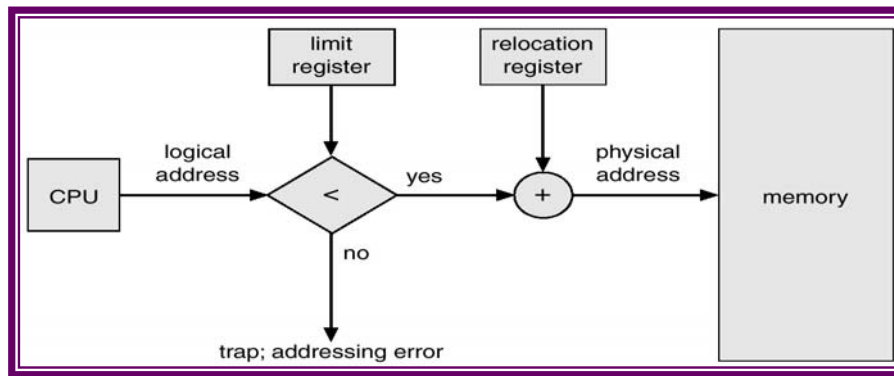 limit
register
relocation
register
logical
address
yes
physical
address
CPU
<
+
memory
no
trap; addressing error